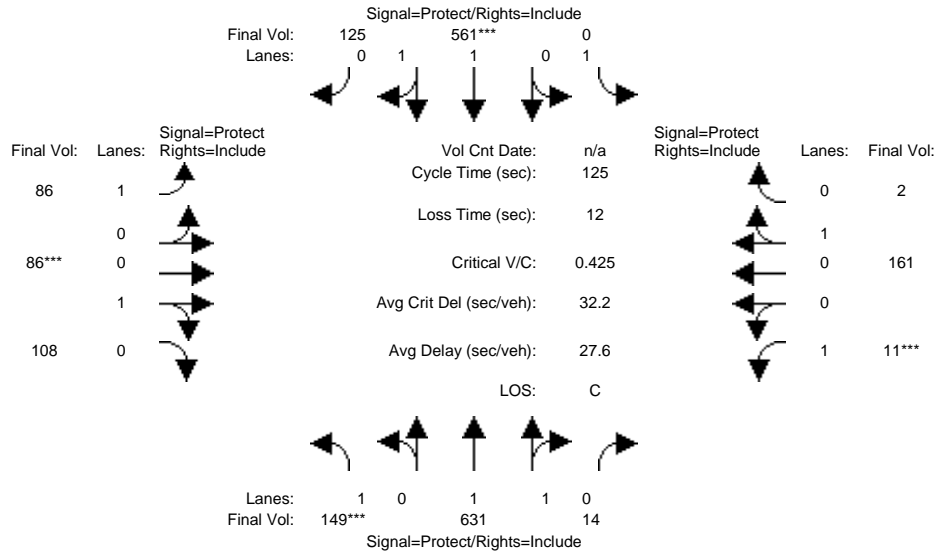 Signal=Protect/Rights=Include
Final Vol: 125 561*** 0
Lanes: 0 1 1 0 1
Signal=Protect
Final Vol: Lanes: Rights=Include
Vol Cnt Date: n/a
Signal=Protect
Rights=Include Lanes: Final Vol:
Cycle Time (sec): 125
86 1
0 2
Loss Time (sec): 12
0
1
86*** 0
Critical V/C: 0.425
0 161
1
Avg Crit Del (sec/veh): 32.2
0
108 0
Avg Delay (sec/veh): 27.6
1 11***
LOS: C
Lanes: 1 0 1 1 0
Final Vol: 149*** 631 14
Signal=Protect/Rights=Include